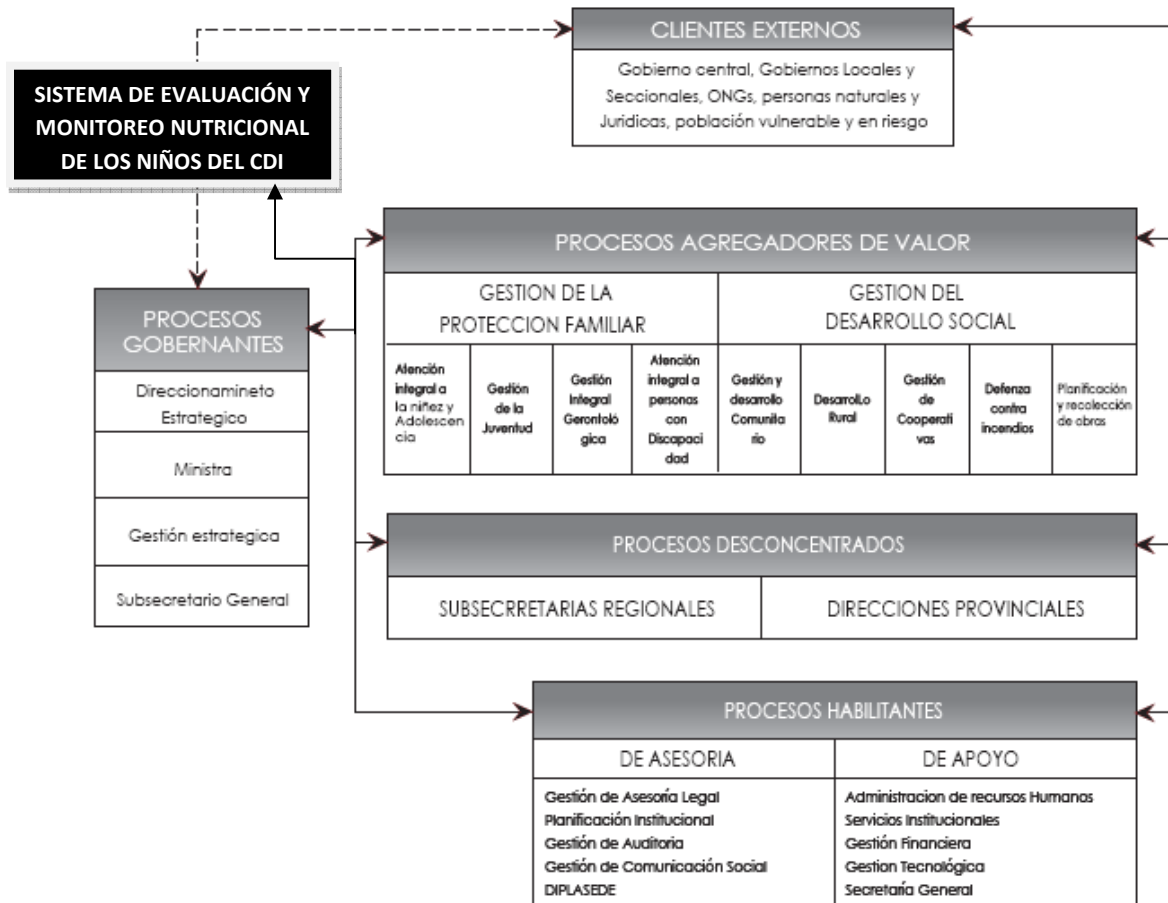 CLIENTES EXTERNOS
Gobierno central, Gobiernos Locales y
Seccionales, ONGs, personas naturales y
Juridicas, población vulnerable y en riesgo
SISTEMA DE EVALUACIÓN Y
MONITOREO NUTRICIONAL
DE LOS NIÑOS DEL CDI
PROCESOS
GOBERNANTES
Direccionamineto
Estrategico
Ministra
Gestión estrategica
Subsecretario General
PROCESOS AGREGADORES DE VALOR
GESTION DE LA
PROTECCION FAMILIAR
GESTION DEL
DESARROLLO SOCIAL
Atención
integral a
la niñez y
Adolescen
cia
Gestión
de la
Juventud
Gestión
Integral
Gerontoló
gica
Atención
integral a
personas
con
Discapaci
dad
Gestión y
desarrollo
Comunita
rio
Desarrollo
Rural
Gestión
de
Cooperati
vas
Defenza
contra
incendios
Planificación
y recolección
de obras
PROCESOS DESCONCENTRADOS
SUBSECRRETARIAS REGIONALES
DIRECCIONES PROVINCIALES
PROCESOS HABILITANTES
DE ASESORIA
Gestión de Asesoría Legal
Planificación Institucional
Gestión de Auditoria
Gestión de Comunicación Social
DIPLASEDE
DE APOYO
Administracion de recursos Humanos
Servicios Institucionales
Gestión Financiera
Gestion Tecnológica
Secretaría General